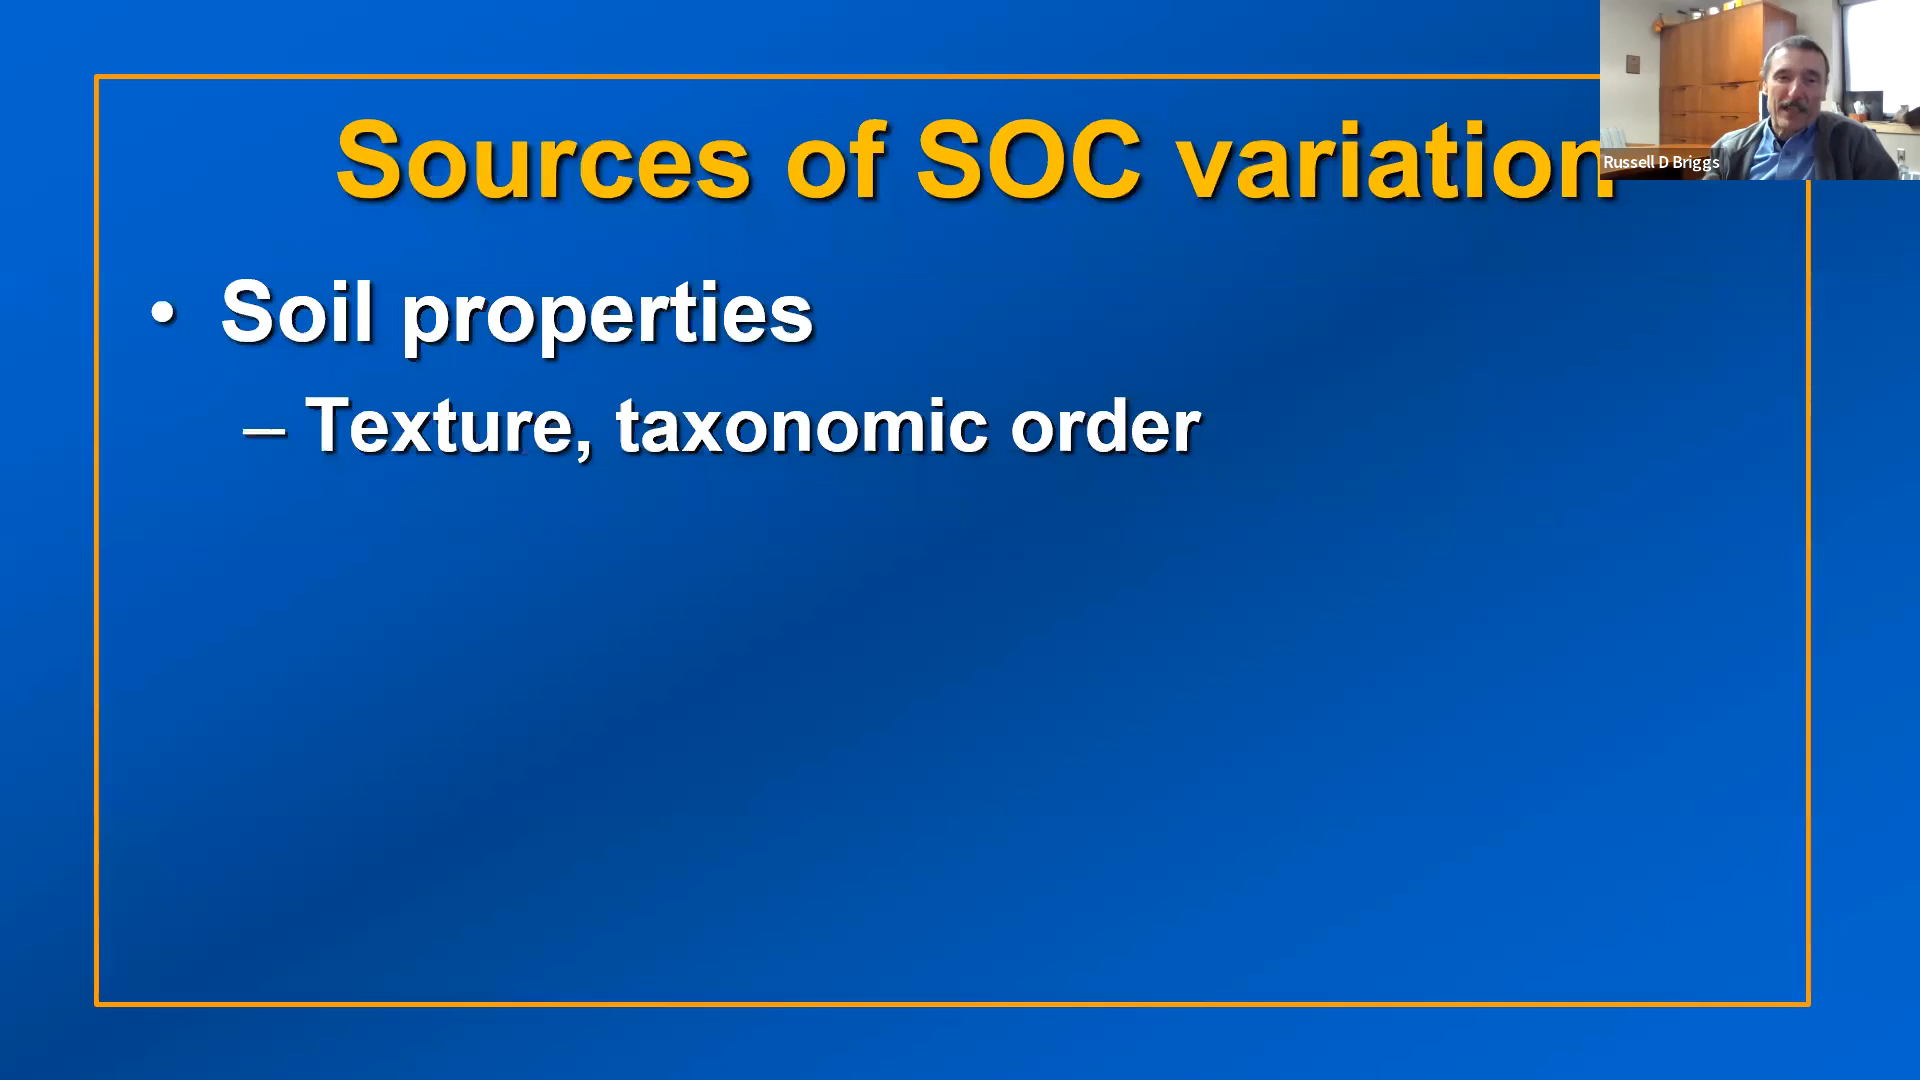 Sources of SOC variation
Russell D Briggs
• Soil properties
– Texture, taxonomic order